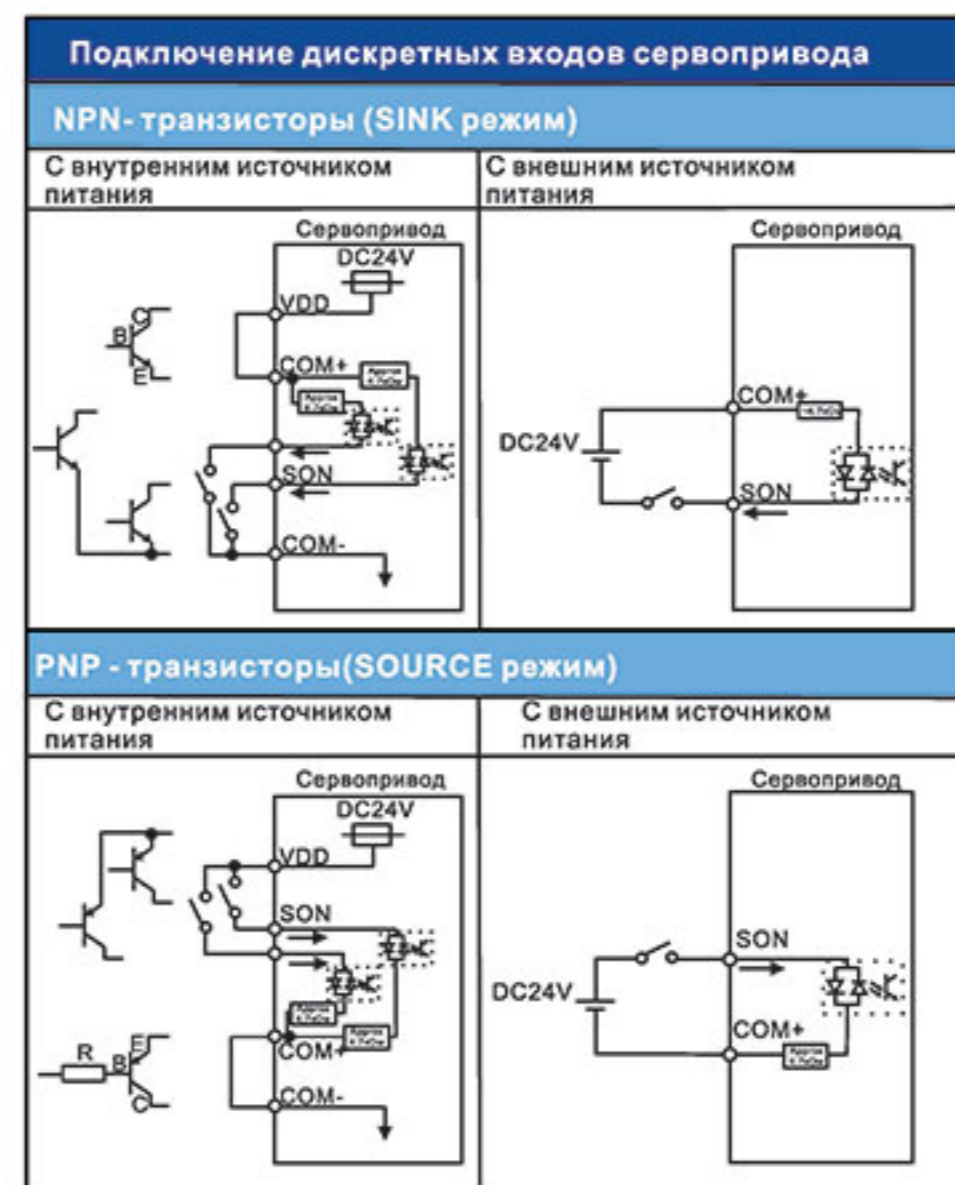 Подключение дискретных входов сервопривода
NPN- транзисторы (SINK режим)
С внутренним источником
питания
С внешним источником
питания
Сервопривод
DC24V
VDD
C
B
E
COM+
SON
COM-
Сервопривод
COM+
DC24V
SON
PNP - транзисторы(SOURCE режим)
С внутренним источником
питания
С внешним источником
питания
Сервопривод
DC24V
VDD
SON
COM+
COM-
R
B
E
C
Сервопривод
SON
DC24V
COM+